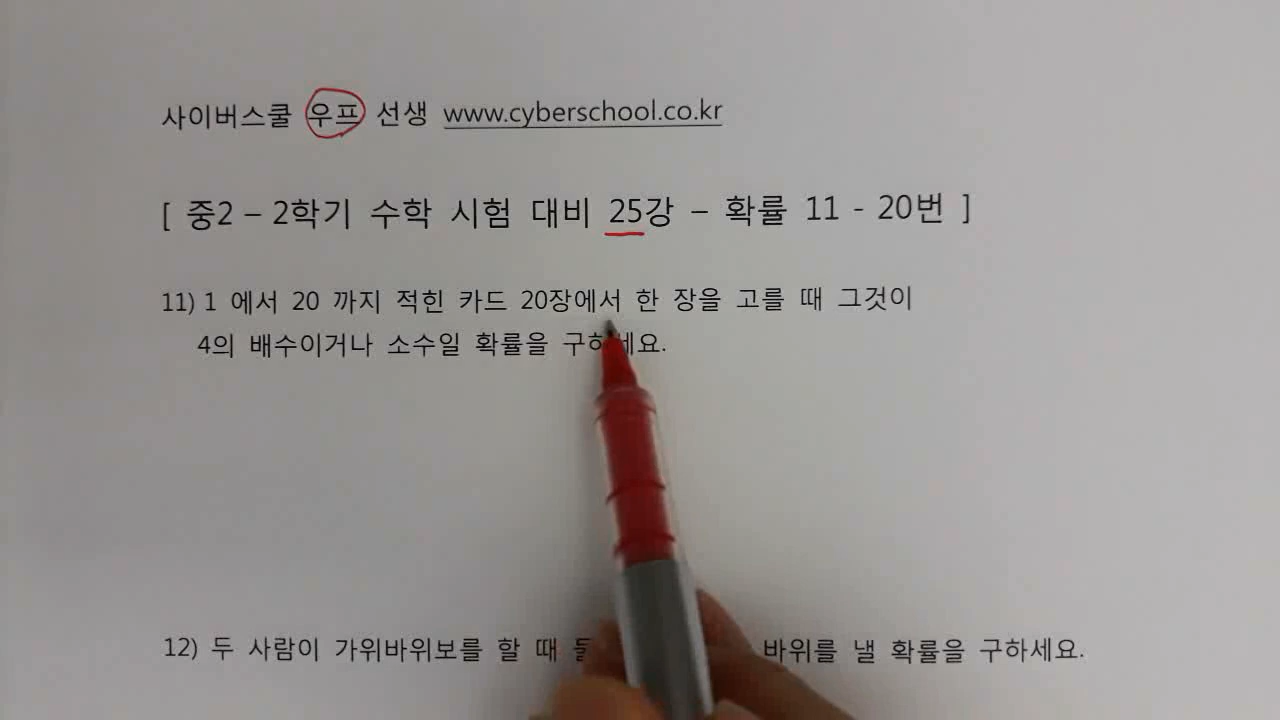 사이버스쿨 우프 선생 www.cyberschool.co.kr
[ 중2 – 2학기 수학 시험 대비 25강 – 확률 11 - 20번 ]
11) 1 에서 20 까지 적힌 카드 20장에서 한 장을 고를 때 그것이
4의 배수이거나 소수일 확률을 구하세요.
12) 두 사람이 가위바위보를 할 때 바위를 낼 확률을 구하세요.